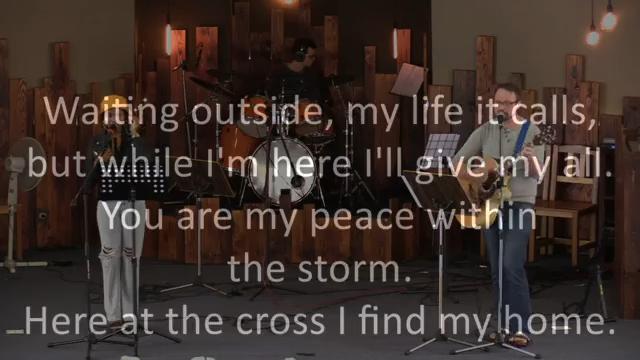 Waiting outside, my life it calls,
but while I'm here I'll give my all.
You are my peace within
the storm.
Here at the cross I find my home.